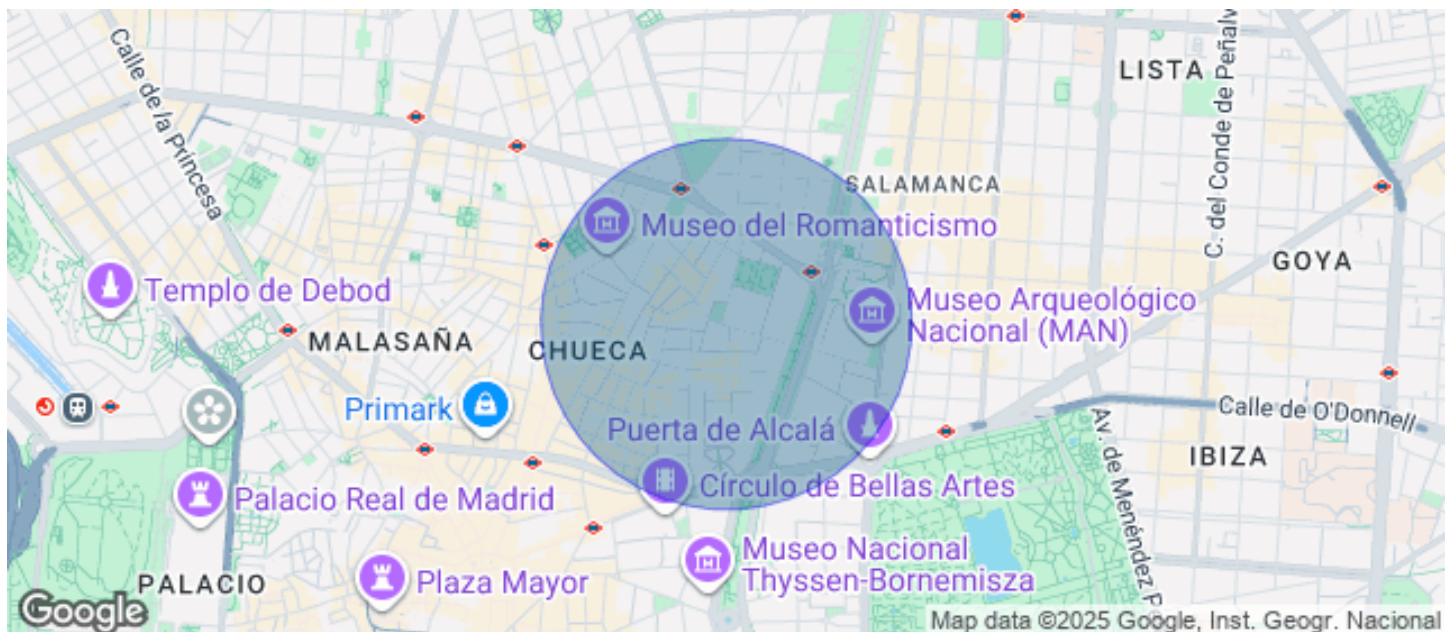 Calle de la Princesa
LISTA
C. del Conde de Peñalv
SALAMANCA
Museo del Romanticismo
GOYA
Templo de Debod
Museo Arqueológico
Nacional (MAN)
MALASAÑA
CHUECA
Primark
Puerta de Alcalá
Calle de O'Donnell
IBIZA
Av. de Menéndez P
Palacio Real de Madrid
Círculo de Bellas Artes
Museo Nacional
Thyssen-Bornemisza
PALACIO
Plaza Mayor
Google
Map data ©2025 Google, Inst. Geogr. Nacional